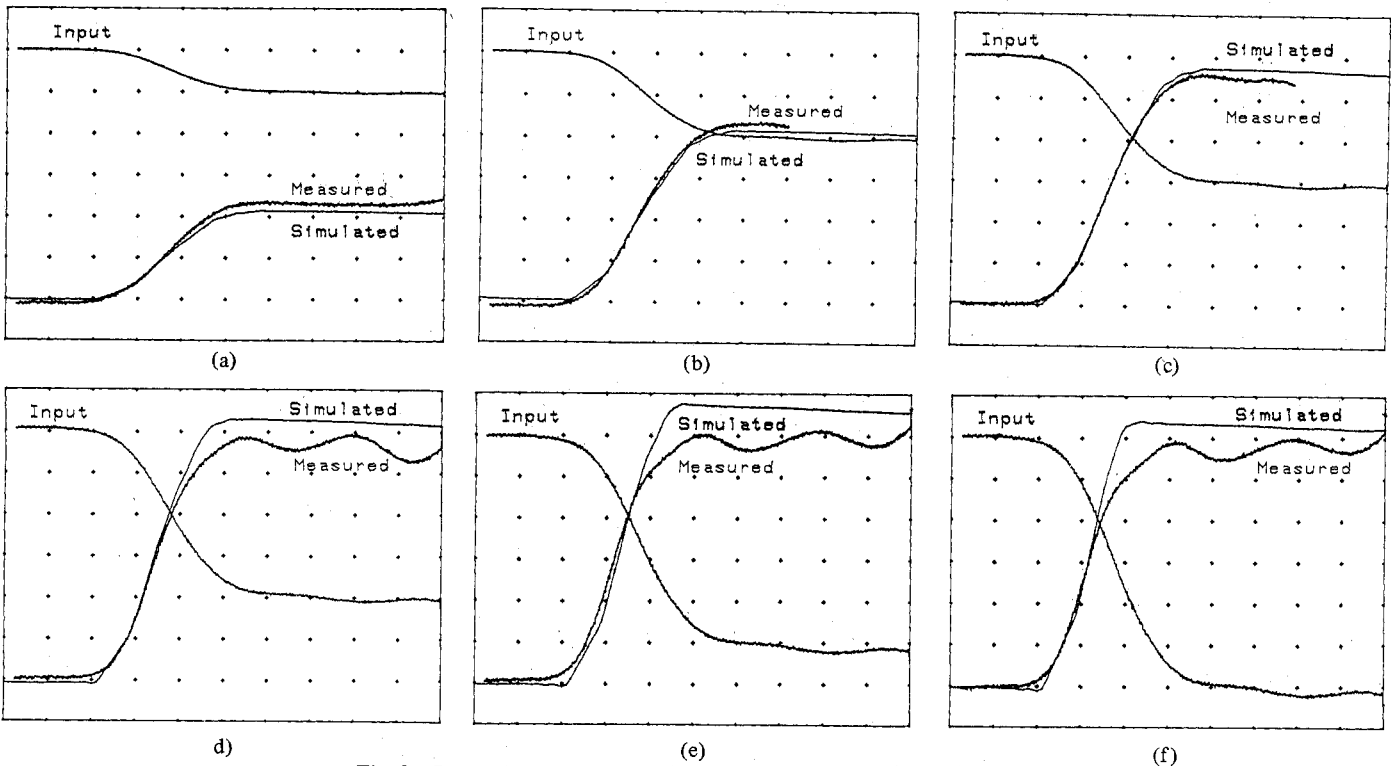 Input
Measured
Simulated
(a)
Input
Measured
Simulated
(b)
Input
Simulated
Measured
(c)
Input
Simulated
Measured
d)
Input
Simulated
Measured
(e)
Input
Simulated
Measured
(f)